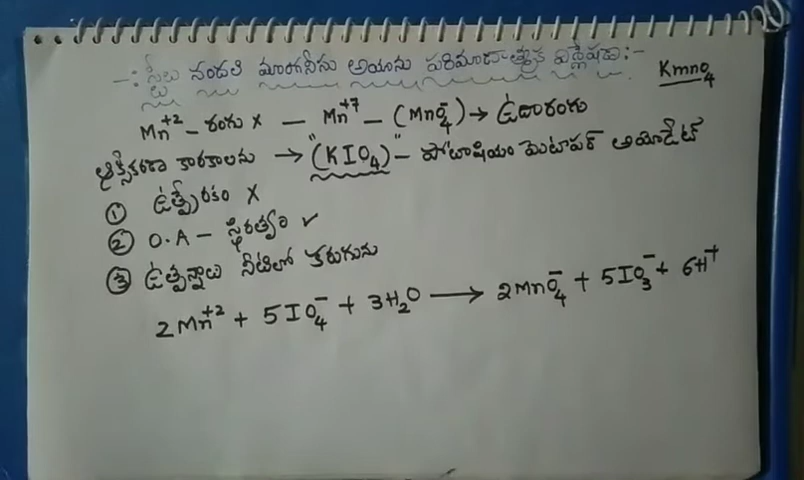 -: స్టీలు నందలి మాంగనీసు అయాను పరిమాణాత్మక విశ్లేషణ:-
KmnO₄
Mn⁺² - రంగు X - Mn⁺⁷ - (MnO₄⁻) → ఊదారంగు
ఆక్సీకరణ కారకాలను → "(KIO₄)" - పొటాషియం మెటాపర్ అయోడేట్
① ఉత్ప్రేరకం X
② O.A - స్థిరత్వం ✓
③ ఉత్పన్నాలు నీటిలో కరుగును
2Mn⁺² + 5IO₄⁻ + 3H₂O → 2MnO₄⁻ + 5IO₃⁻ + 6H⁺